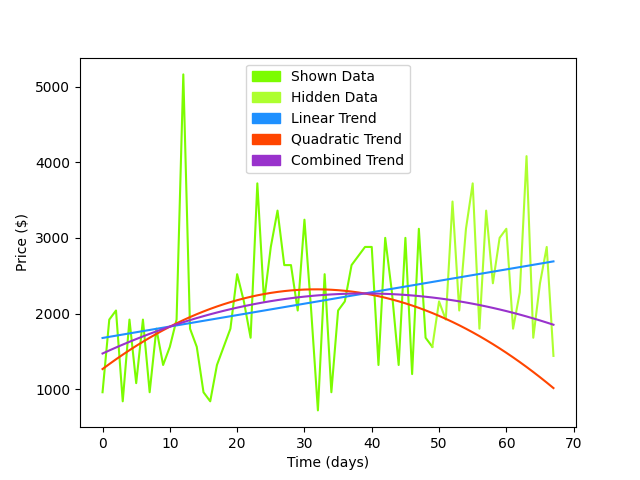 Shown Data
Hidden Data
Linear Trend
Quadratic Trend
Combined Trend
5000
4000
3000
2000
1000
Price ($)
0 10 20 30 40 50 60 70
Time (days)